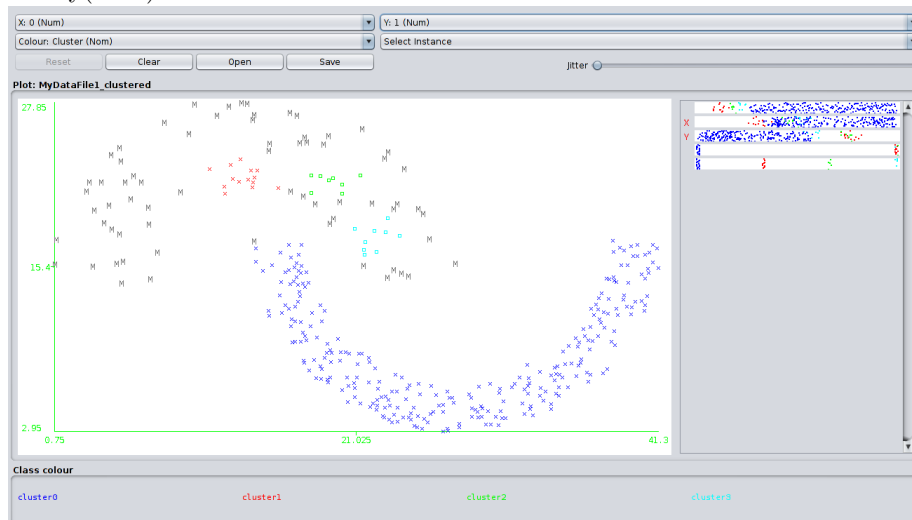 X: 0 (Num)
Y: 1 (Num)
Colour: Cluster (Nom)
Select Instance
Reset
Clear
Open
Save
Jitter
Plot: MyDataFile1_clustered
27.95
15.4
2.95
0.75
21.025
41.3
X
Y
Class colour
cluster0
cluster1
cluster2
cluster3